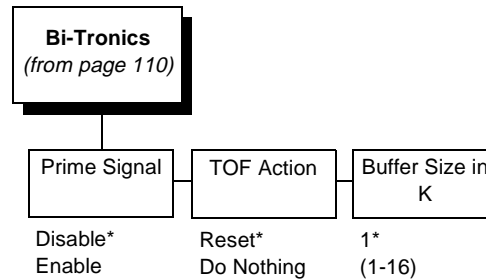 Bi-Tronics
(from page 110)
Prime Signal
TOF Action
Buffer Size in
K
Disable*
Enable
Reset*
Do Nothing
1*
(1-16)